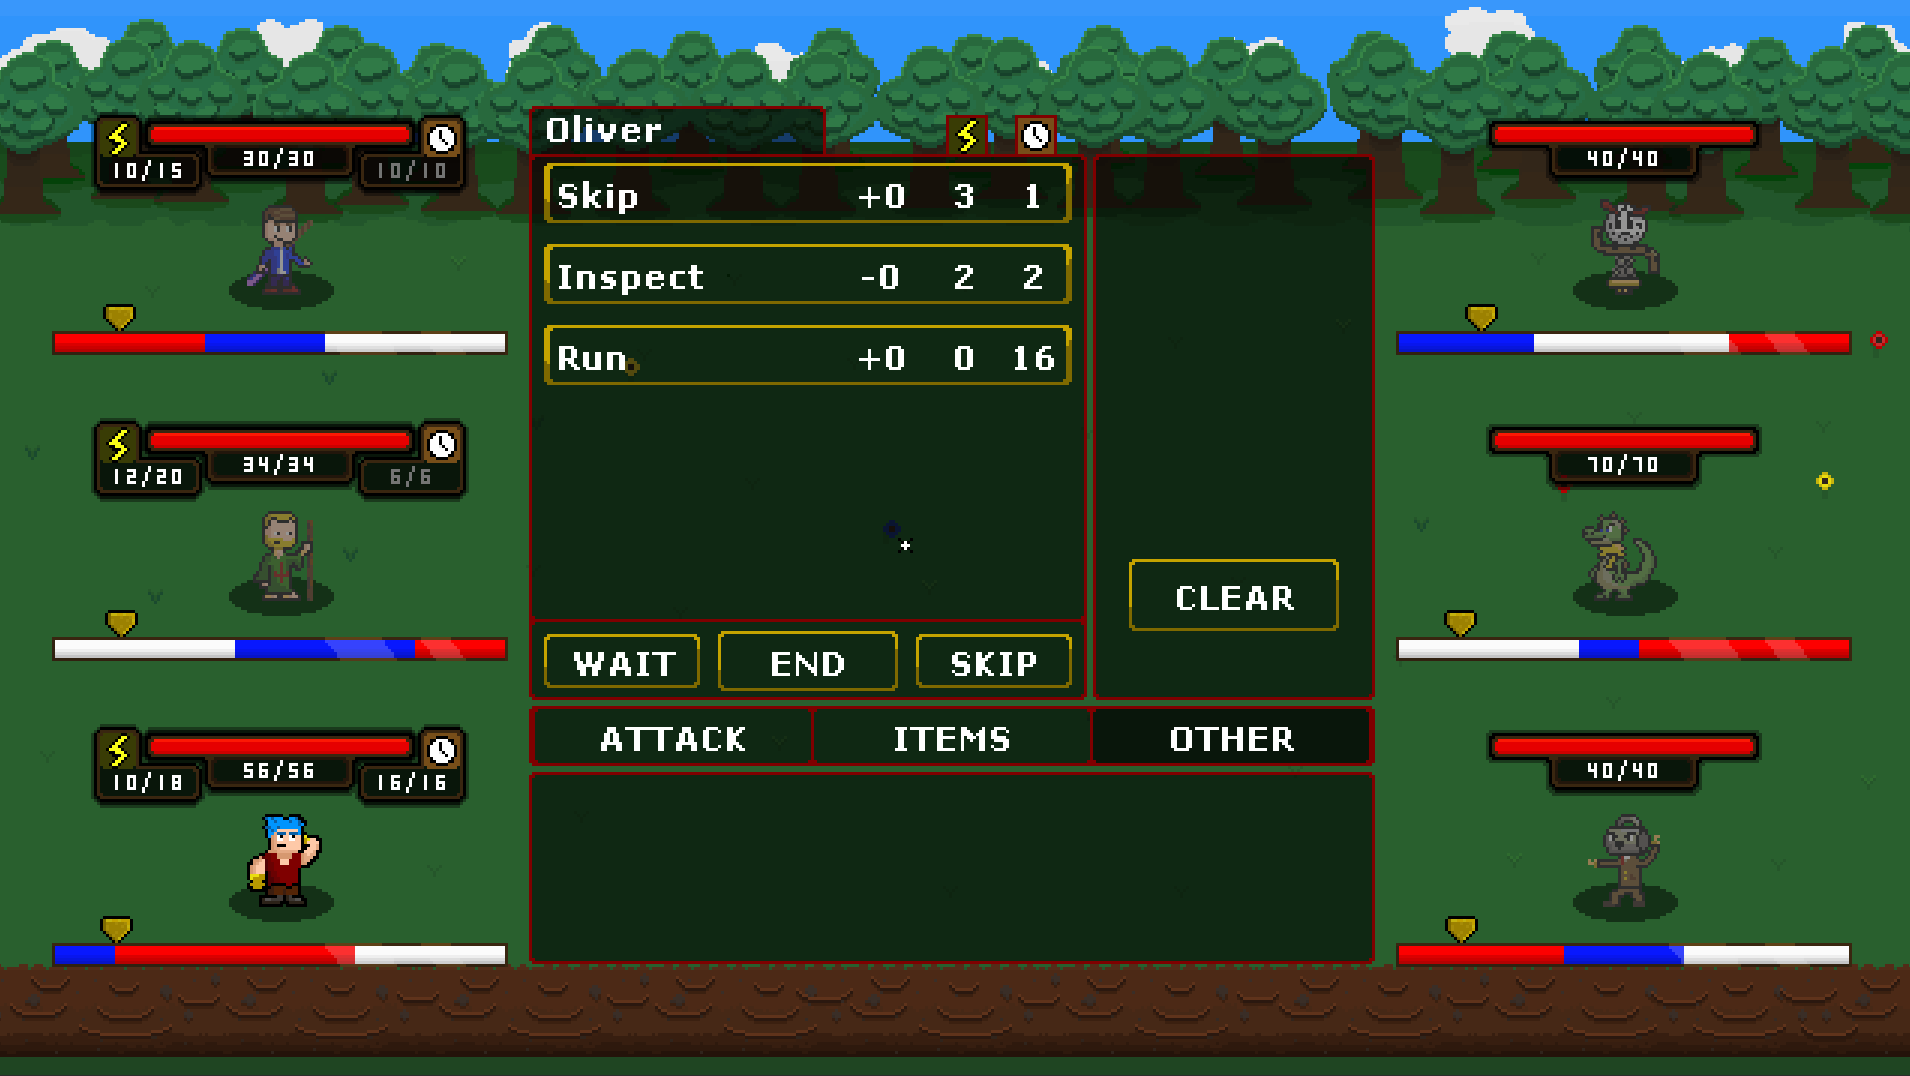 Oliver
30/30
10/15
10/10
40/40
Skip +0 3 1
Inspect -0 2 2
Run +0 0 16
34/34
12/20
6/6
70/70
CLEAR
WAIT END SKIP
ATTACK ITEMS OTHER
56/56
10/18
16/16
40/40